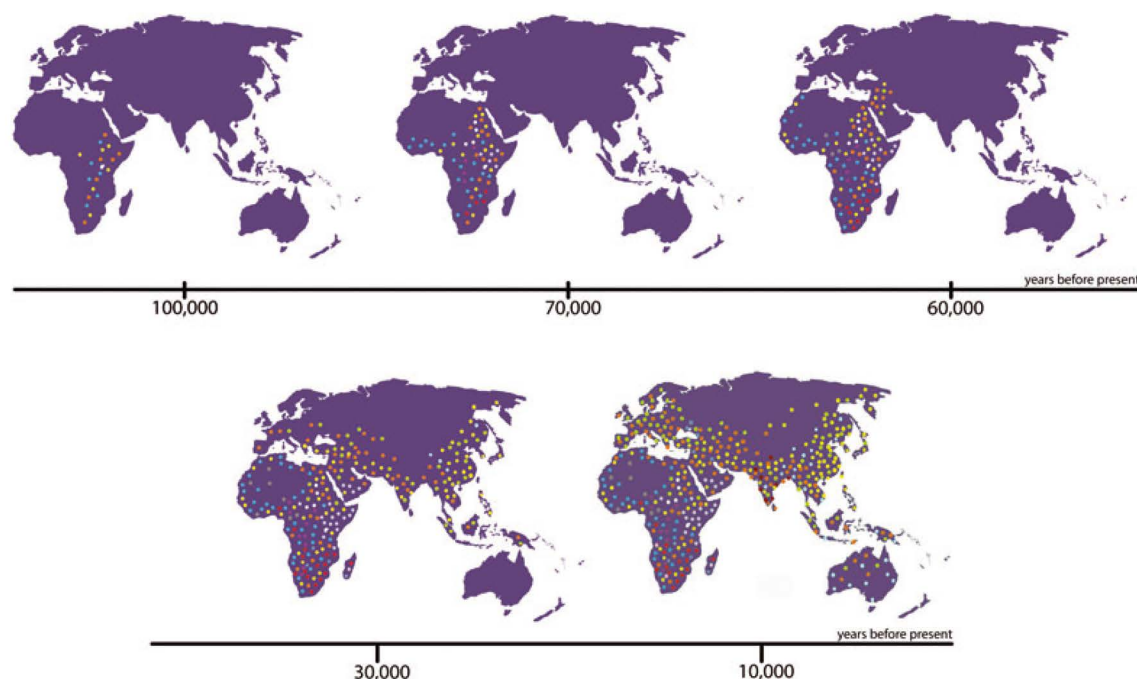 years before present
100,000
70,000
60,000
years before present
30,000
10,000